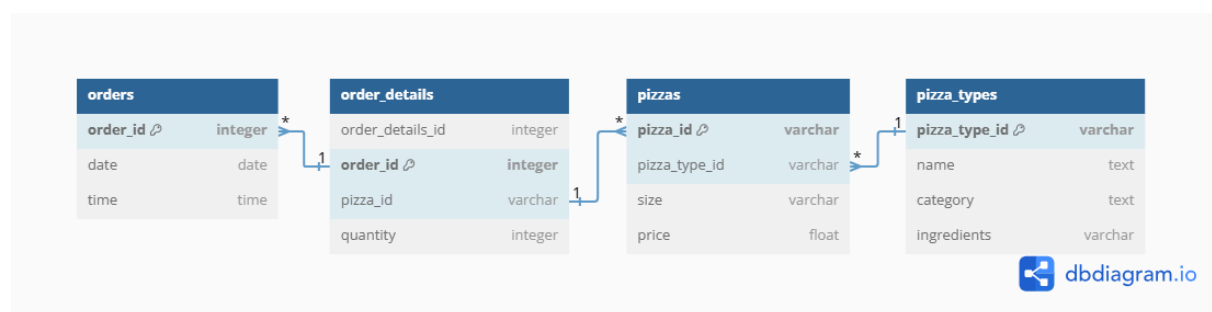 orders
order_id integer
date date
time time
*
1
order_details
order_details_id integer
order_id integer
pizza_id varchar
quantity integer
1
*
pizzas
pizza_id varchar
pizza_type_id varchar
size varchar
price float
*
1
pizza_types
pizza_type_id varchar
name text
category text
ingredients varchar
dbdiagram.io